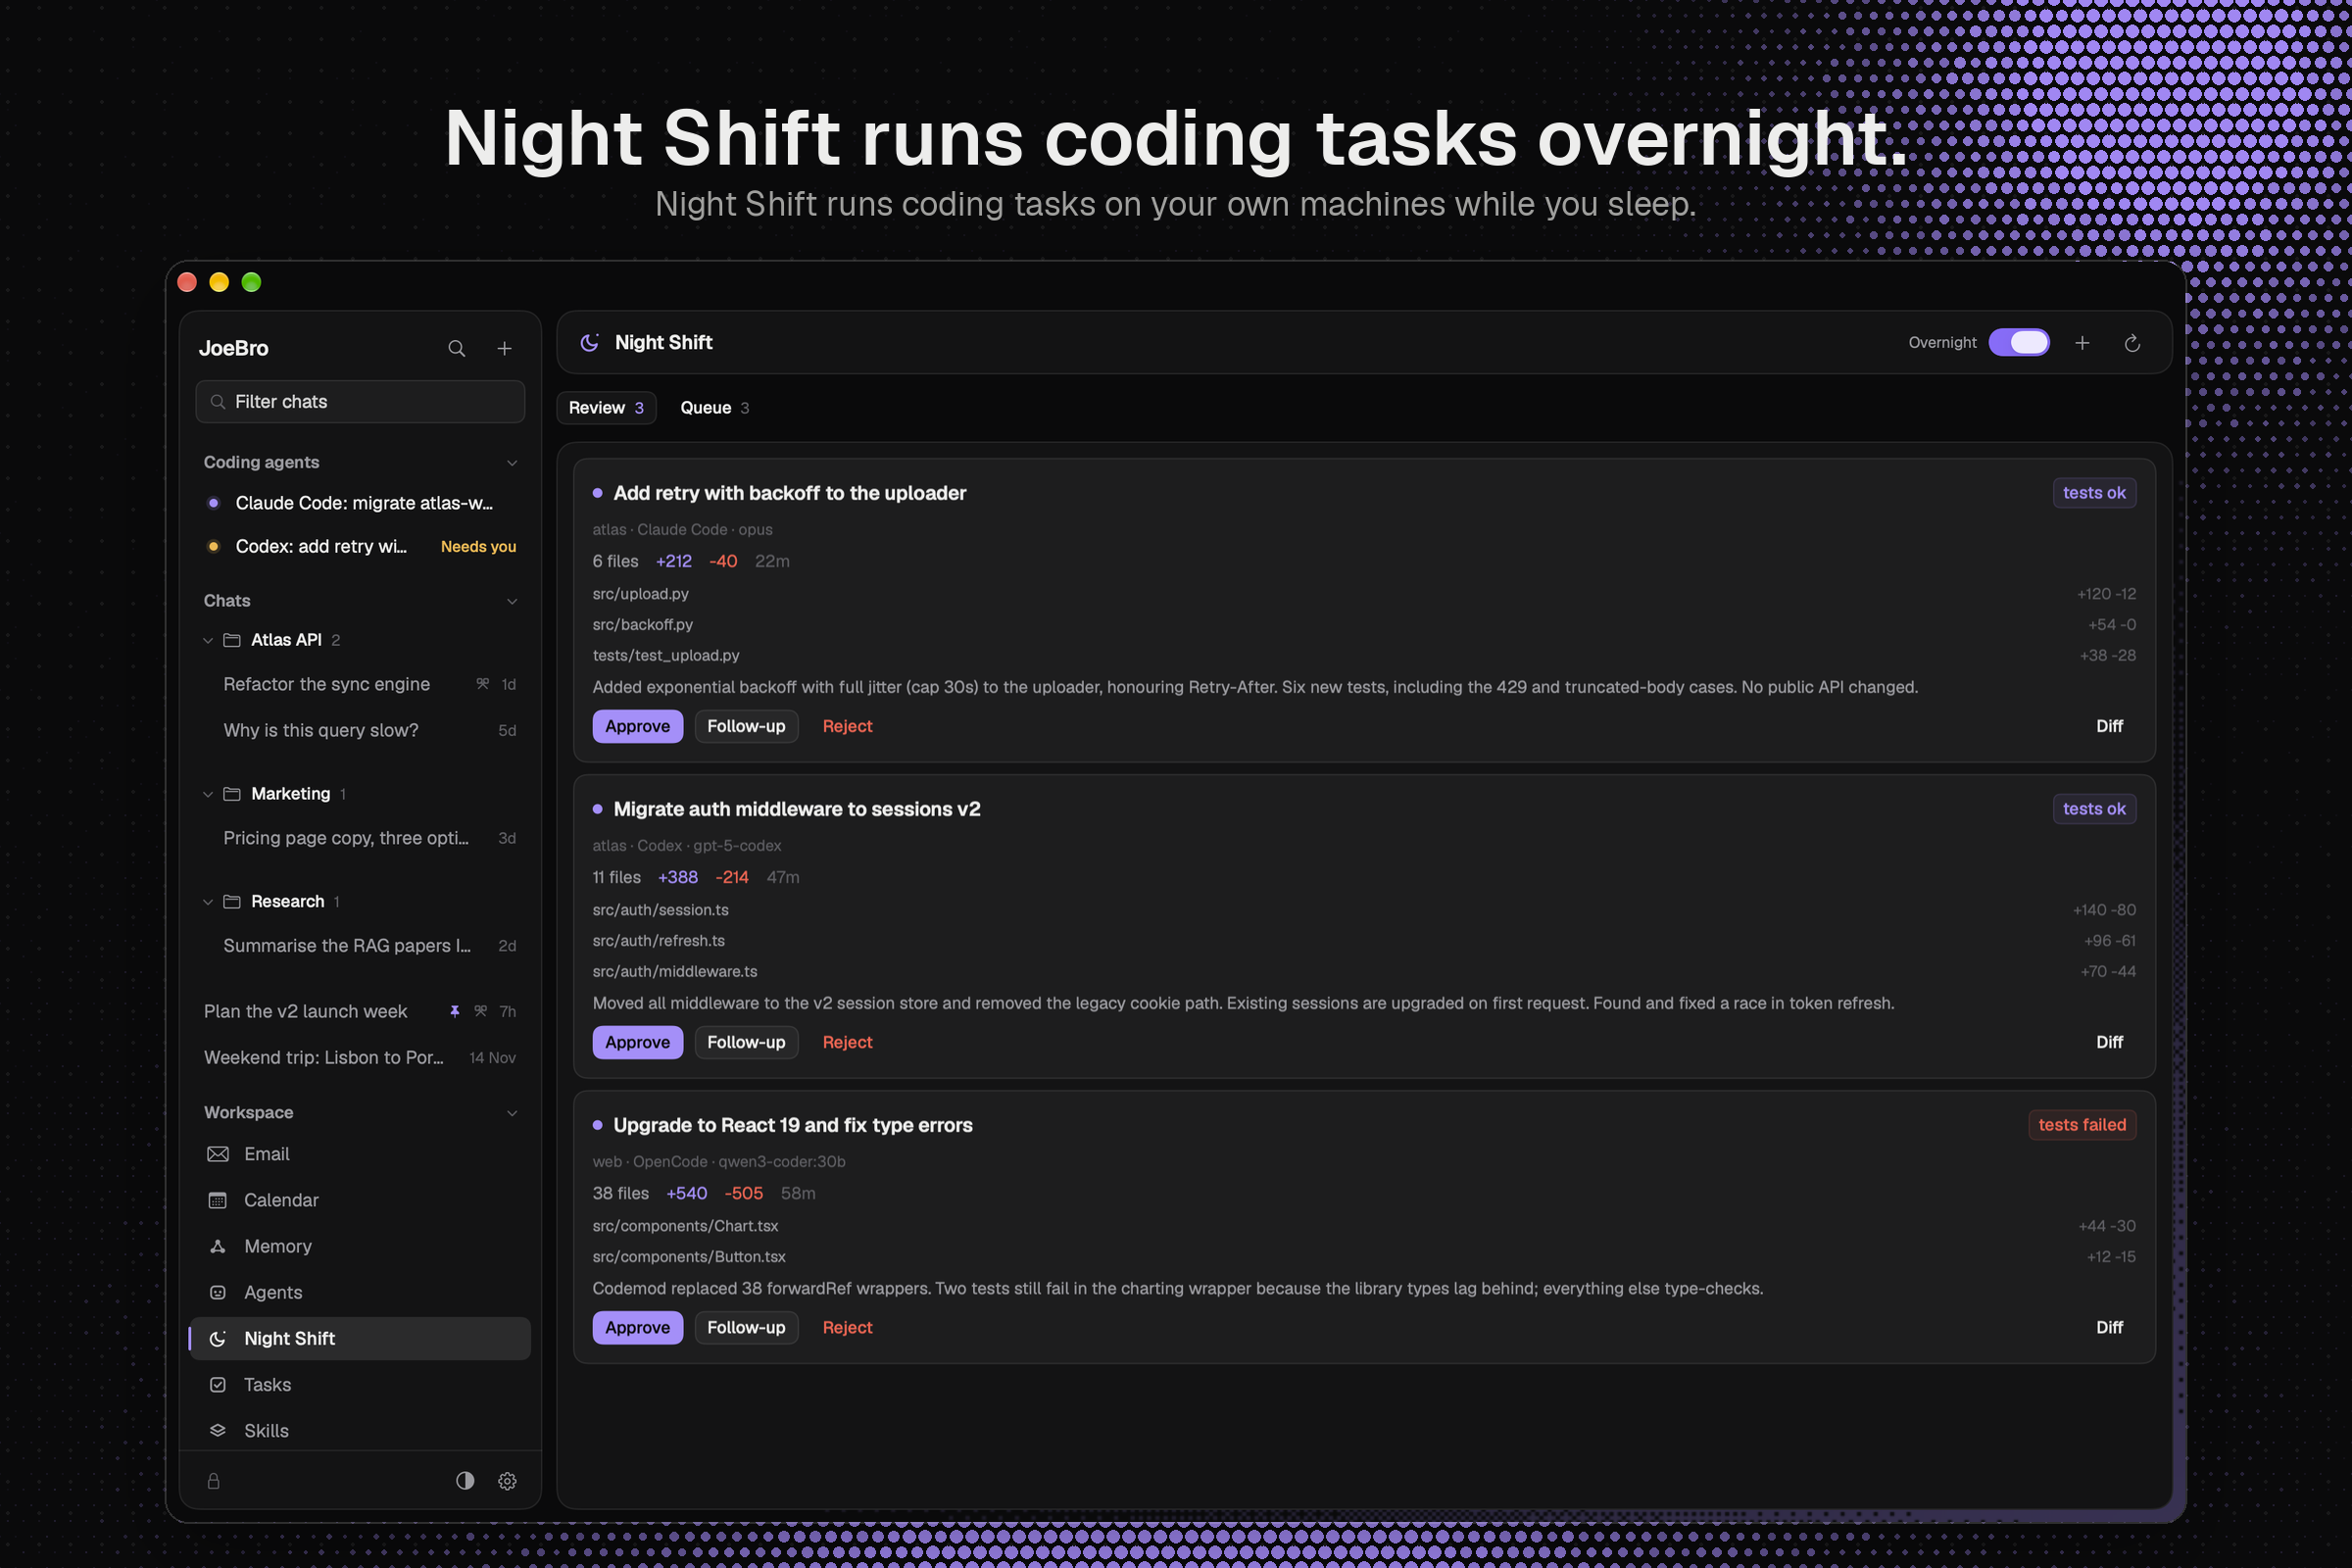 Night Shift runs coding tasks overnight.
Night Shift runs coding tasks on your own machines while you sleep.
JoeBro
Filter chats
Coding agents
Claude Code: migrate atlas-w...
Codex: add retry wi... Needs you
Chats
Atlas API 2
Refactor the sync engine 1d
Why is this query slow? 5d
Marketing 1
Pricing page copy, three opti... 3d
Research 1
Summarise the RAG papers I... 2d
Plan the v2 launch week 7h
Weekend trip: Lisbon to Por... 14 Nov
Workspace
Email
Calendar
Memory
Agents
Night Shift
Tasks
Skills
Night Shift Overnight
Review 3 Queue 3
Add retry with backoff to the uploader tests ok
atlas · Claude Code · opus
6 files +212 -40 22m
src/upload.py +120 -12
src/backoff.py +54 -0
tests/test_upload.py +38 -28
Added exponential backoff with full jitter (cap 30s) to the uploader, honouring Retry-After. Six new tests, including the 429 and truncated-body cases. No public API changed.
Approve Follow-up Reject Diff
Migrate auth middleware to sessions v2 tests ok
atlas · Codex · gpt-5-codex
11 files +388 -214 47m
src/auth/session.ts +140 -80
src/auth/refresh.ts +96 -61
src/auth/middleware.ts +70 -44
Moved all middleware to the v2 session store and removed the legacy cookie path. Existing sessions are upgraded on first request. Found and fixed a race in token refresh.
Approve Follow-up Reject Diff
Upgrade to React 19 and fix type errors tests failed
web · OpenCode · qwen3-coder:30b
38 files +540 -505 58m
src/components/Chart.tsx +44 -30
src/components/Button.tsx +12 -15
Codemod replaced 38 forwardRef wrappers. Two tests still fail in the charting wrapper because the library types lag behind; everything else type-checks.
Approve Follow-up Reject Diff